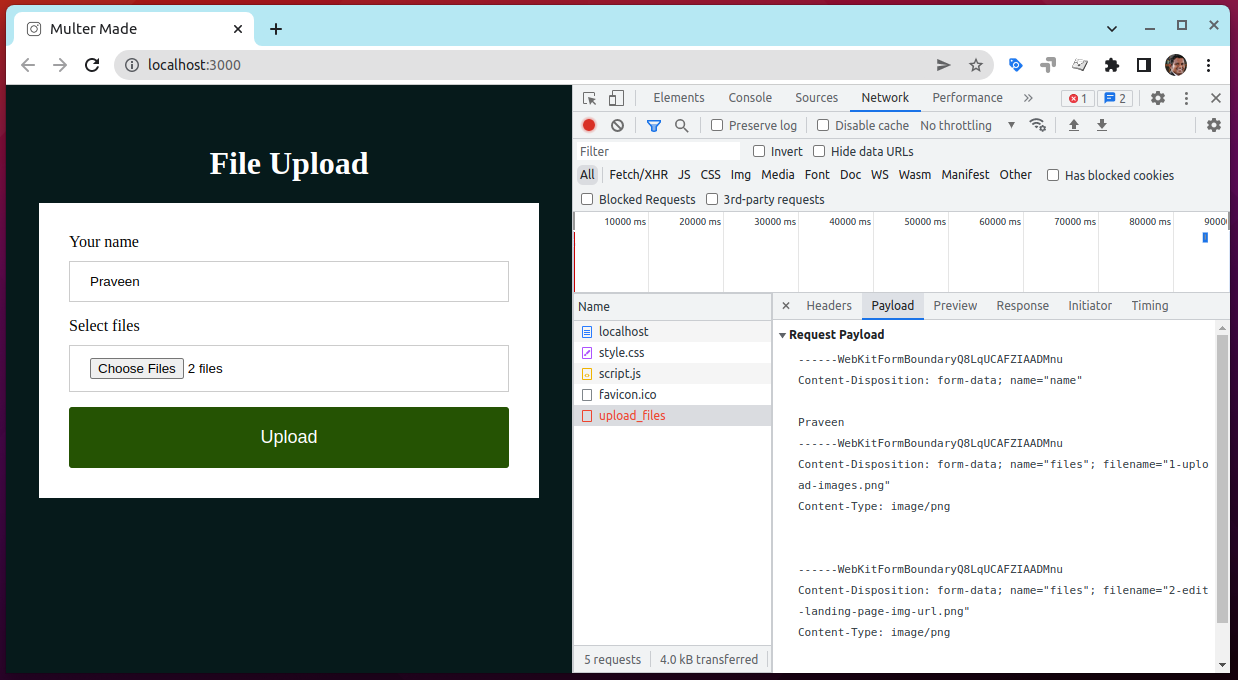 Multer Made
localhost:3000
File Upload
Your name
Praveen
Select files
Choose Files 2 files
Upload
Elements Console Sources Network Performance » 1 2
Preserve log Disable cache No throttling
Filter Invert Hide data URLs
All Fetch/XHR JS CSS Img Media Font Doc WS Wasm Manifest Other Has blocked cookies
Blocked Requests 3rd-party requests
10000 ms 20000 ms 30000 ms 40000 ms 50000 ms 60000 ms 70000 ms 80000 ms 9000
Name
localhost
style.css
script.js
favicon.ico
upload_files
5 requests 4.0 kB transferred
Headers Payload Preview Response Initiator Timing
Request Payload
------WebKitFormBoundaryQ8LqUCAFZIAADMnu
Content-Disposition: form-data; name="name"
Praveen
------WebKitFormBoundaryQ8LqUCAFZIAADMnu
Content-Disposition: form-data; name="files"; filename="1-uplo
ad-images.png"
Content-Type: image/png
------WebKitFormBoundaryQ8LqUCAFZIAADMnu
Content-Disposition: form-data; name="files"; filename="2-edit
-landing-page-img-url.png"
Content-Type: image/png